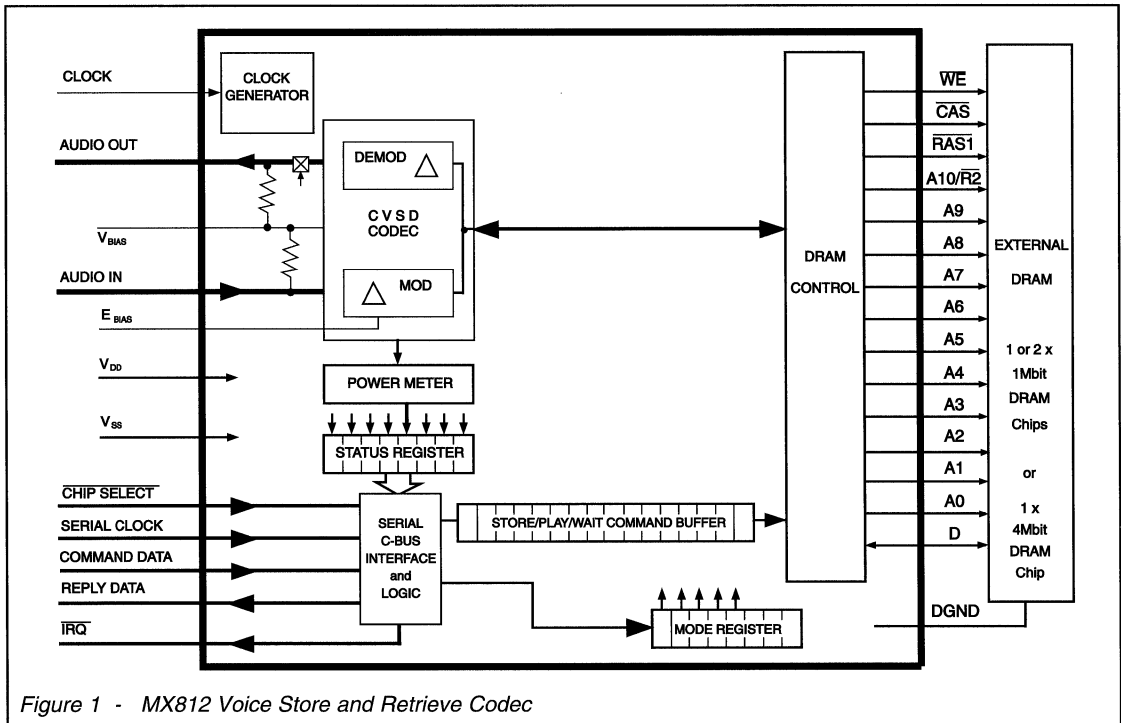 CLOCK
AUDIO OUT
VBIAS
AUDIO IN
E BIAS
VDD
VSS
CHIP SELECT
SERIAL CLOCK
COMMAND DATA
REPLY DATA
IRQ
CLOCK
GENERATOR
DEMOD
C V S D
CODEC
MOD
POWER METER
STATUS REGISTER
SERIAL
C-BUS
INTERFACE
and
LOGIC
STORE/PLAY/WAIT COMMAND BUFFER
MODE REGISTER
DRAM
CONTROL
WE
CAS
RAS1
A10/R2
A9
A8
A7
A6
A5
A4
A3
A2
A1
A0
D
DGND
EXTERNAL
DRAM
1 or 2 x
1Mbit
DRAM
Chips
or
1 x
4Mbit
DRAM
Chip
Figure 1 - MX812 Voice Store and Retrieve Codec